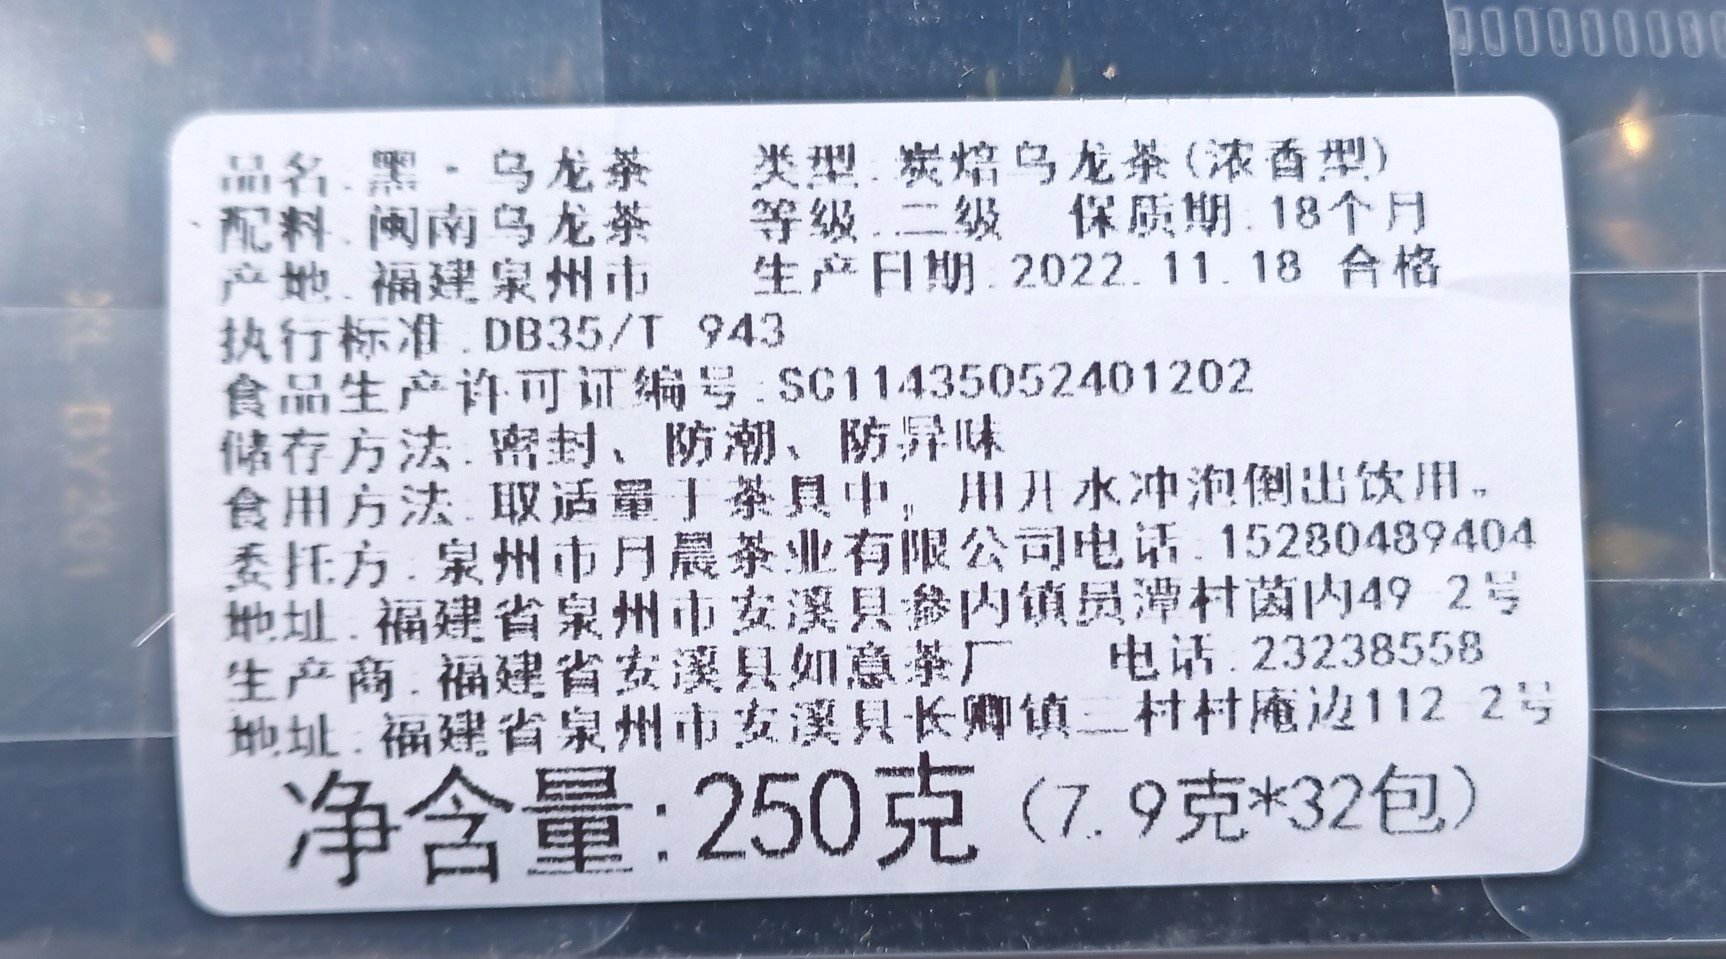 品名:黑·乌龙茶 类型:炭焙乌龙茶(浓香型)
配料:闽南乌龙茶 等级:二级 保质期:18个月
产地:福建泉州市 生产日期:2022.11.18 合格
执行标准:DB35/T 943
食品生产许可证编号:SC11435052401202
储存方法:密封、防潮、防异味
食用方法:取适量于茶具中,用开水冲泡倒出饮用。
委托方:泉州市月晨茶业有限公司电话:15280489404
地址:福建省泉州市安溪县参内镇员潭村茵内49-2号
生产商:福建省安溪县如意茶厂 电话:23238558
地址:福建省泉州市安溪县长卿镇三村村庵边112-2号
净含量:250克(7.9克*32包)